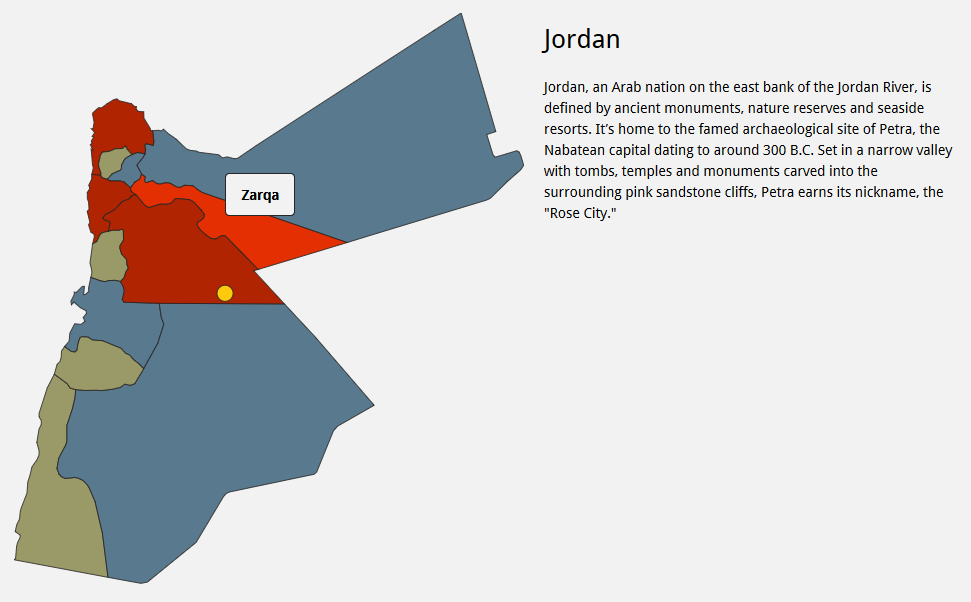 Jordan
Jordan, an Arab nation on the east bank of the Jordan River, is
defined by ancient monuments, nature reserves and seaside
resorts. It's home to the famed archaeological site of Petra, the
Nabatean capital dating to around 300 B.C. Set in a narrow valley
with tombs, temples and monuments carved into the
surrounding pink sandstone cliffs, Petra earns its nickname, the
"Rose City."
Zarqa